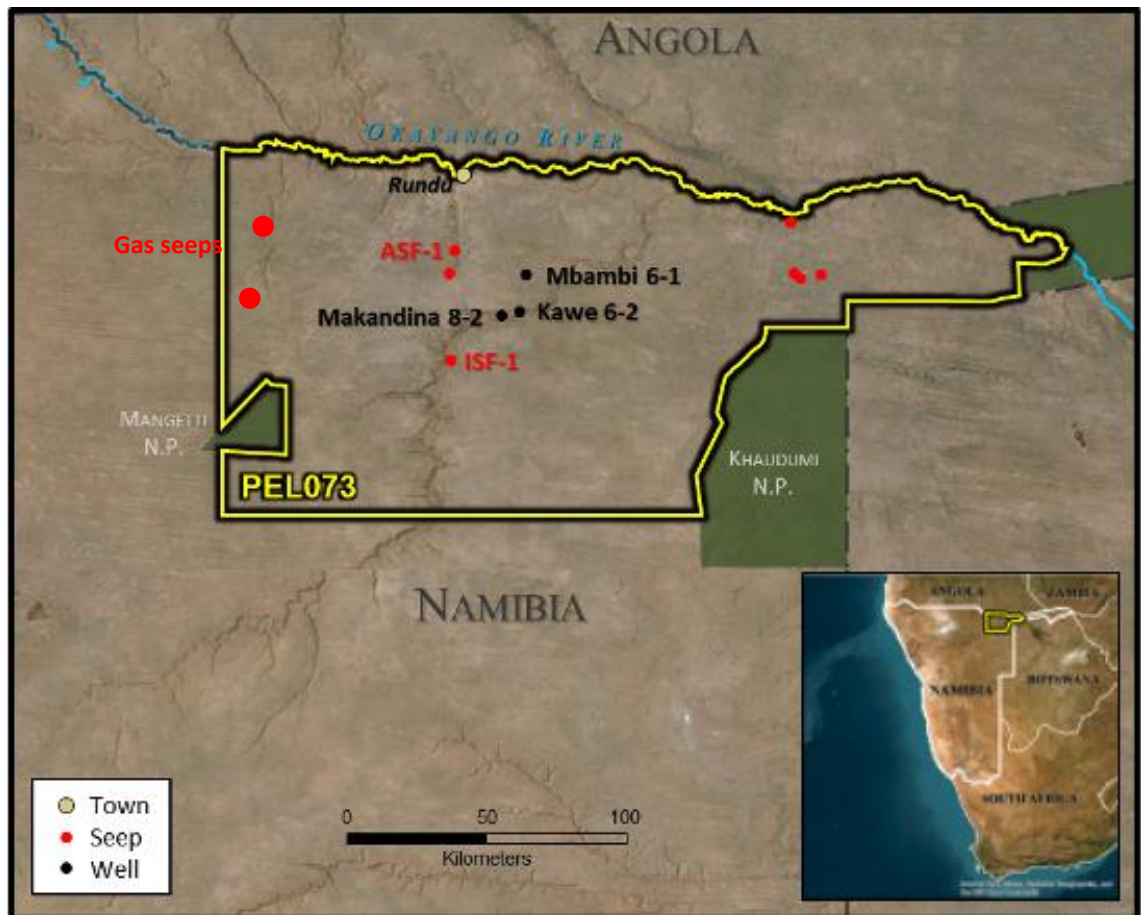 ANGOLA
OKAVANGO RIVER
Rundu
Gas seeps
ASF-1
Mbambi 6-1
Makandina 8-2
Kawe 6-2
ISF-1
MANGETTI
N.P.
KHAUDUMI
N.P.
PEL073
NAMIBIA
ANGOLA
ZAMBIA
NAMIBIA
BOTSWANA
SOUTH AFRICA
Town
Seep
Well
0 50 100
Kilometers